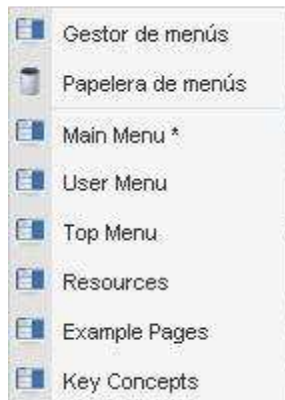 Gestor de menús
Papelera de menús
Main Menu *
User Menu
Top Menu
Resources
Example Pages
Key Concepts